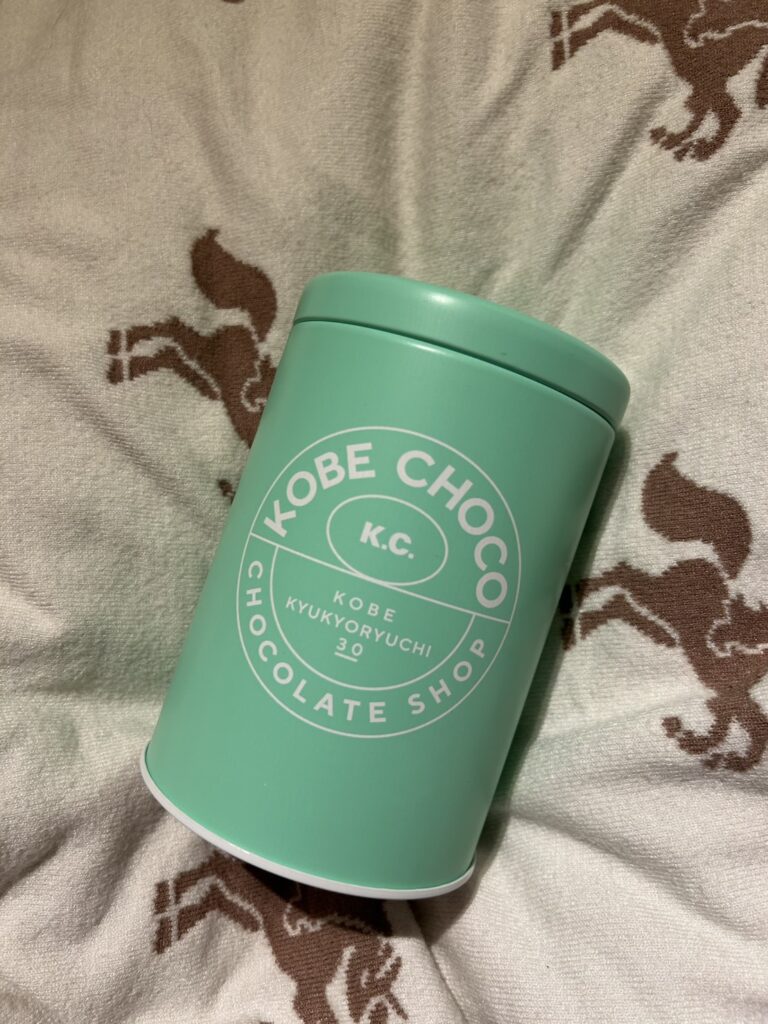 KOBE CHOCO
K.C.
KOBE
KYUKYORYUCHI
30
CHOCOLATE SHOP